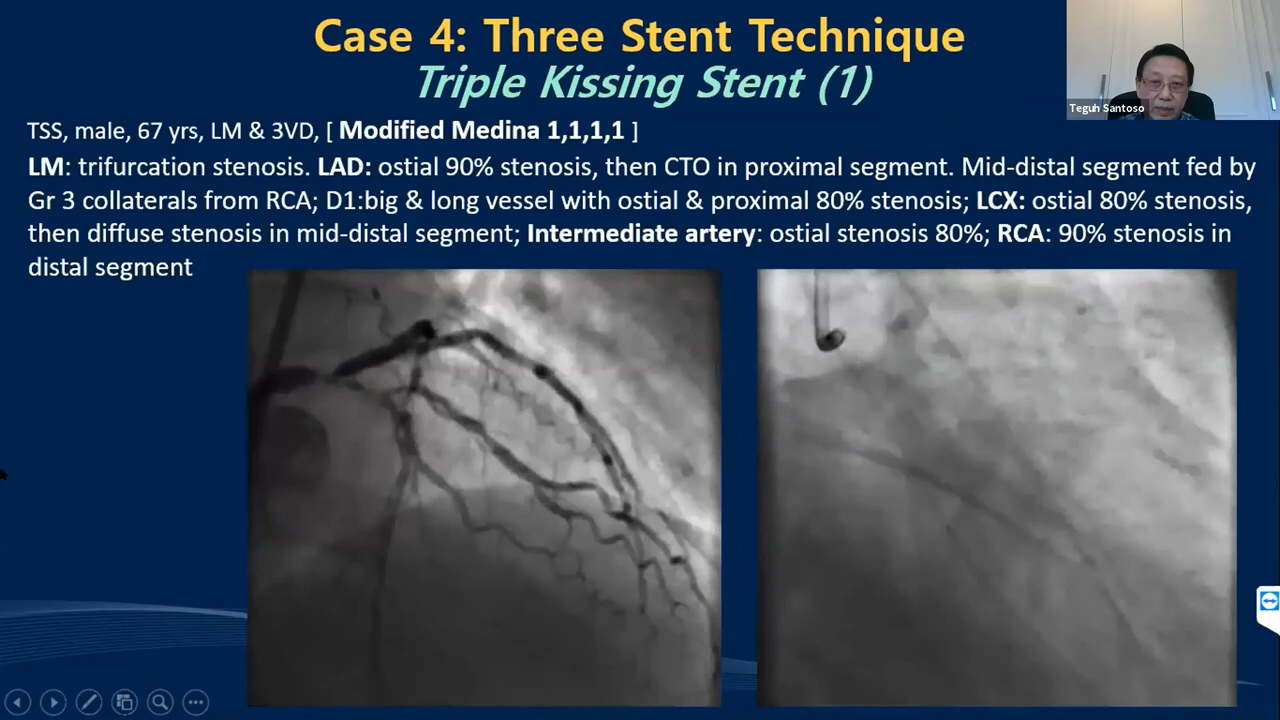 Case 4: Three Stent Technique
Triple Kissing Stent (1)
Teguh Santoso
TSS, male, 67 yrs, LM & 3VD, [ Modified Medina 1,1,1,1 ]
LM: trifurcation stenosis. LAD: ostial 90% stenosis, then CTO in proximal segment. Mid-distal segment fed by
Gr 3 collaterals from RCA; D1:big & long vessel with ostial & proximal 80% stenosis; LCX: ostial 80% stenosis,
then diffuse stenosis in mid-distal segment; Intermediate artery: ostial stenosis 80%; RCA: 90% stenosis in
distal segment